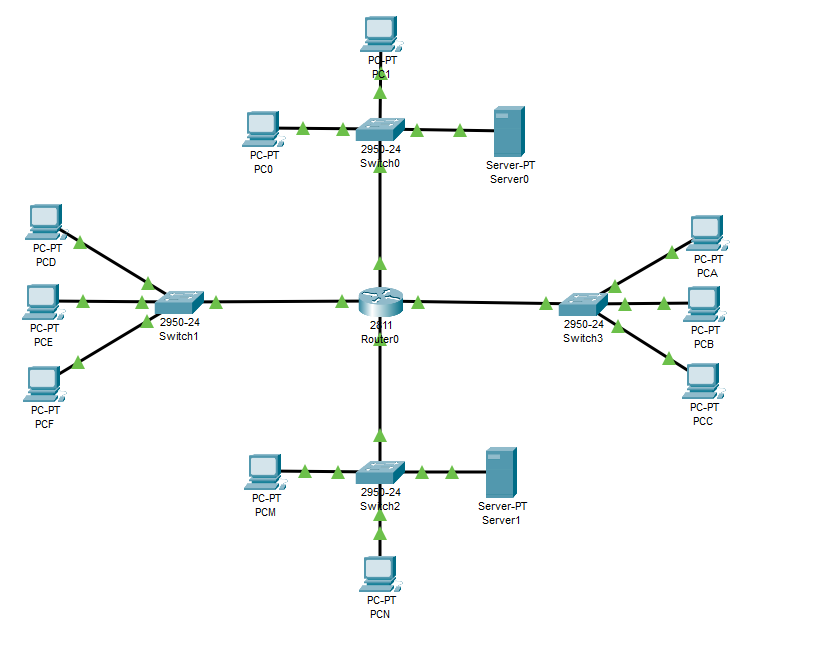 PC-PT
PC1
PC-PT
PC0
2950-24
Switch0
Server-PT
Server0
PC-PT
PCD
PC-PT
PCA
PC-PT
PCE
2950-24
Switch1
2811
Router0
2950-24
Switch3
PC-PT
PCB
PC-PT
PCF
PC-PT
PCC
PC-PT
PCM
2950-24
Switch2
Server-PT
Server1
PC-PT
PCN